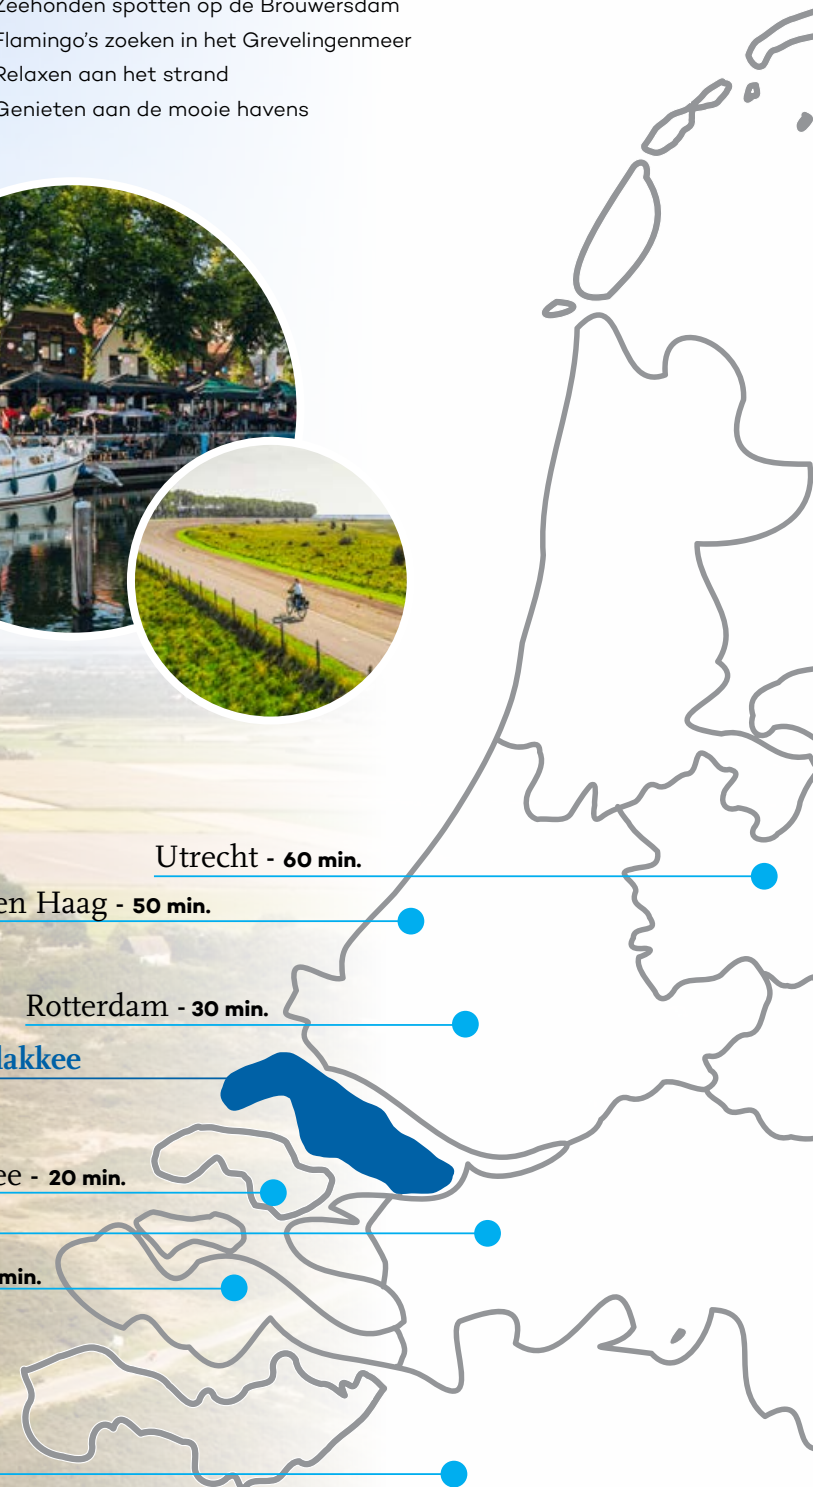 Zeehonden spotten op de Brouwersdam
Flamingo's zoeken in het Grevelingenmeer
Relaxen aan het strand
Genieten aan de mooie havens
Utrecht - 60 min.
en Haag - 50 min.
Rotterdam - 30 min.
lakkee
ee - 20 min.
min.